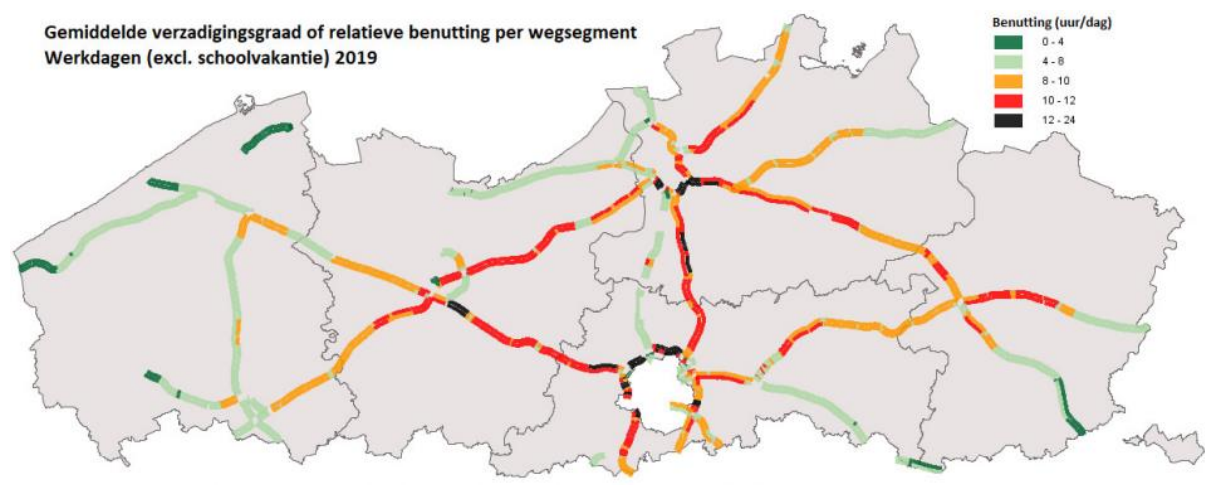 Gemiddelde verzadigingsgraad of relatieve benutting per wegsegment
Werkdagen (excl. schoolvakantie) 2019
Benutting (uur/dag)
0 - 4
4 - 8
8 - 10
10 - 12
12 - 24